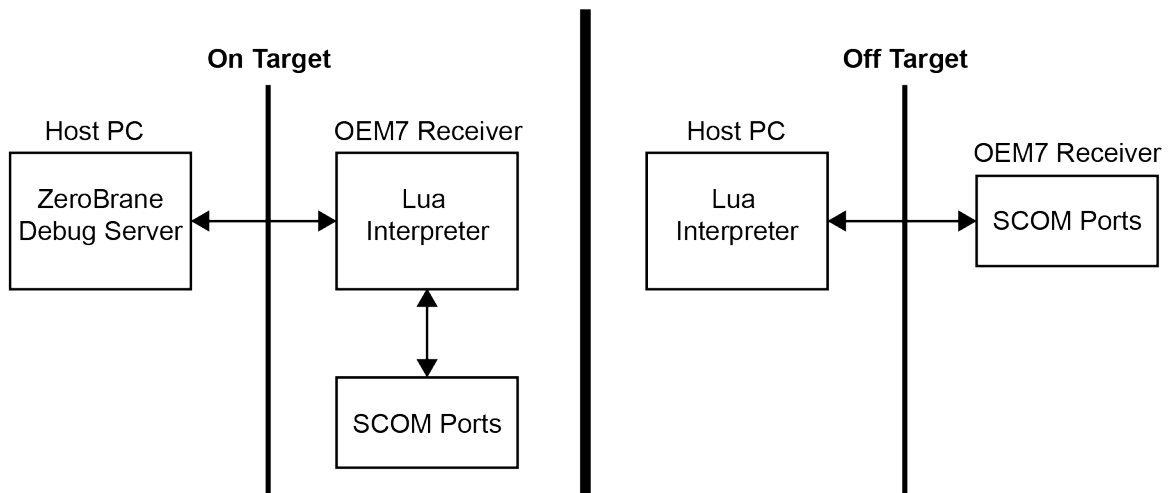 On Target
Host PC
ZeroBrane
Debug Server
OEM7 Receiver
Lua
Interpreter
SCOM Ports
Off Target
Host PC
Lua
Interpreter
OEM7 Receiver
SCOM Ports